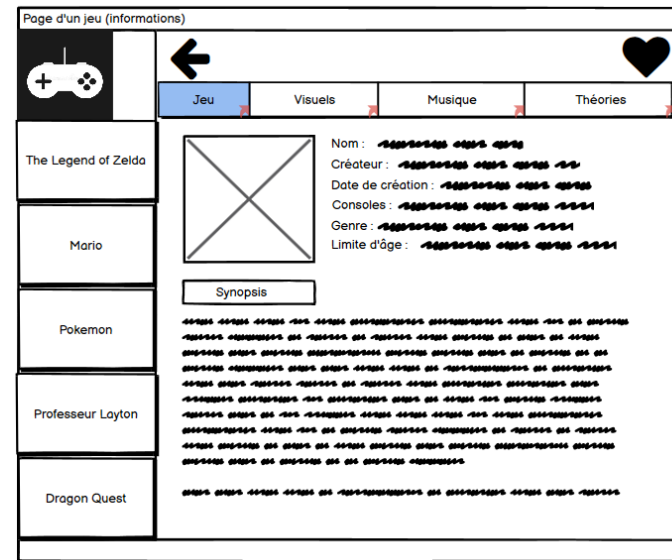 Page d'un jeu (informations)
Jeu
Visuels
Musique
Théories
The Legend of Zelda
Mario
Pokemon
Professeur Layton
Dragon Quest
Nom :
Créateur :
Date de création :
Consoles :
Genre :
Limite d'âge :
Synopsis